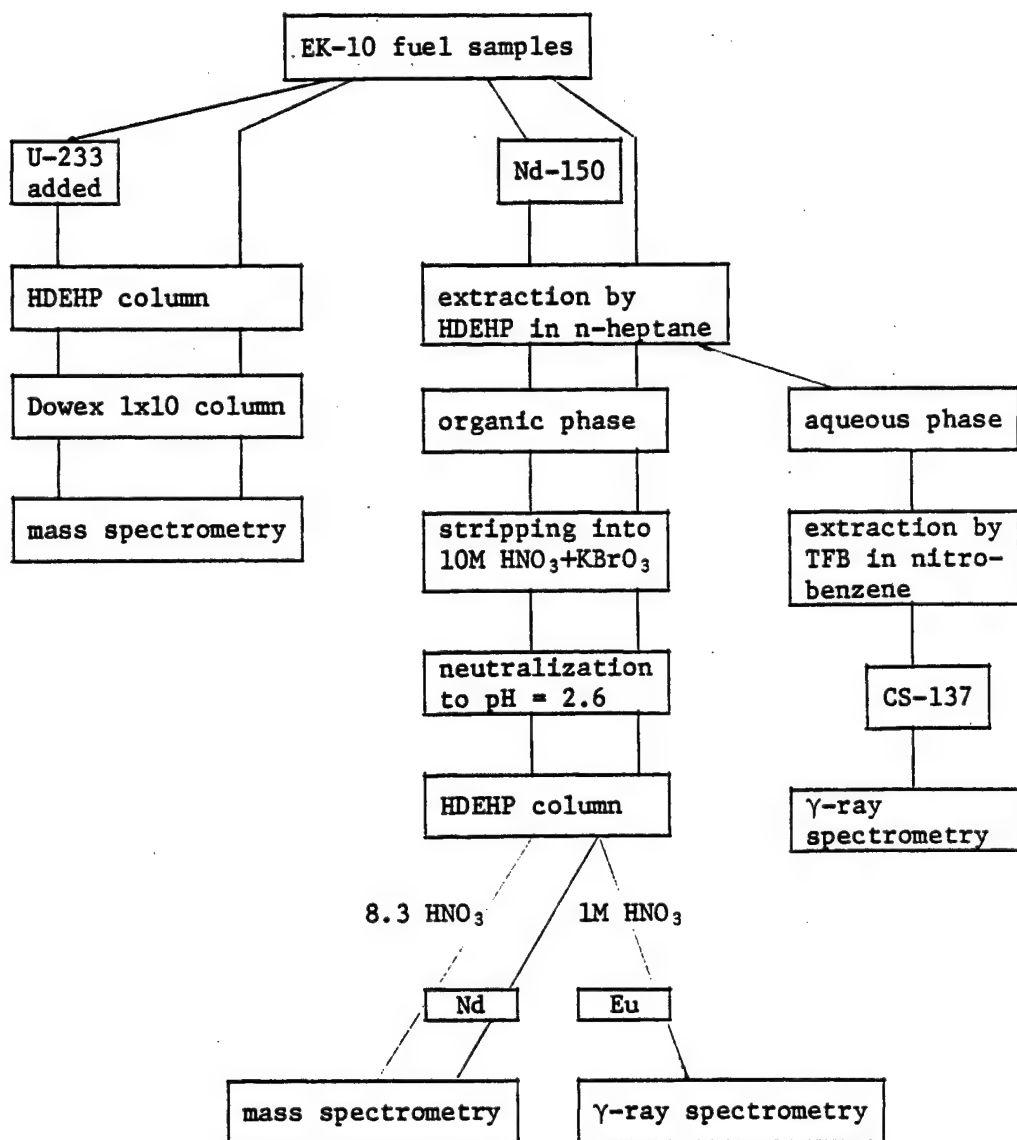 EK-10 fuel samples
U-233
added
Nd-150
HDEHP column
extraction by
HDEHP in n-heptane
Dowex 1x10 column
organic phase
aqueous phase
mass spectrometry
stripping into
10M HNO₃+KBrO₃
extraction by
TFB in nitro-
benzene
neutralization
to pH = 2.6
CS-137
HDEHP column
γ-ray
spectrometry
8.3 HNO₃
1M HNO₃
Nd
Eu
mass spectrometry
γ-ray spectrometry